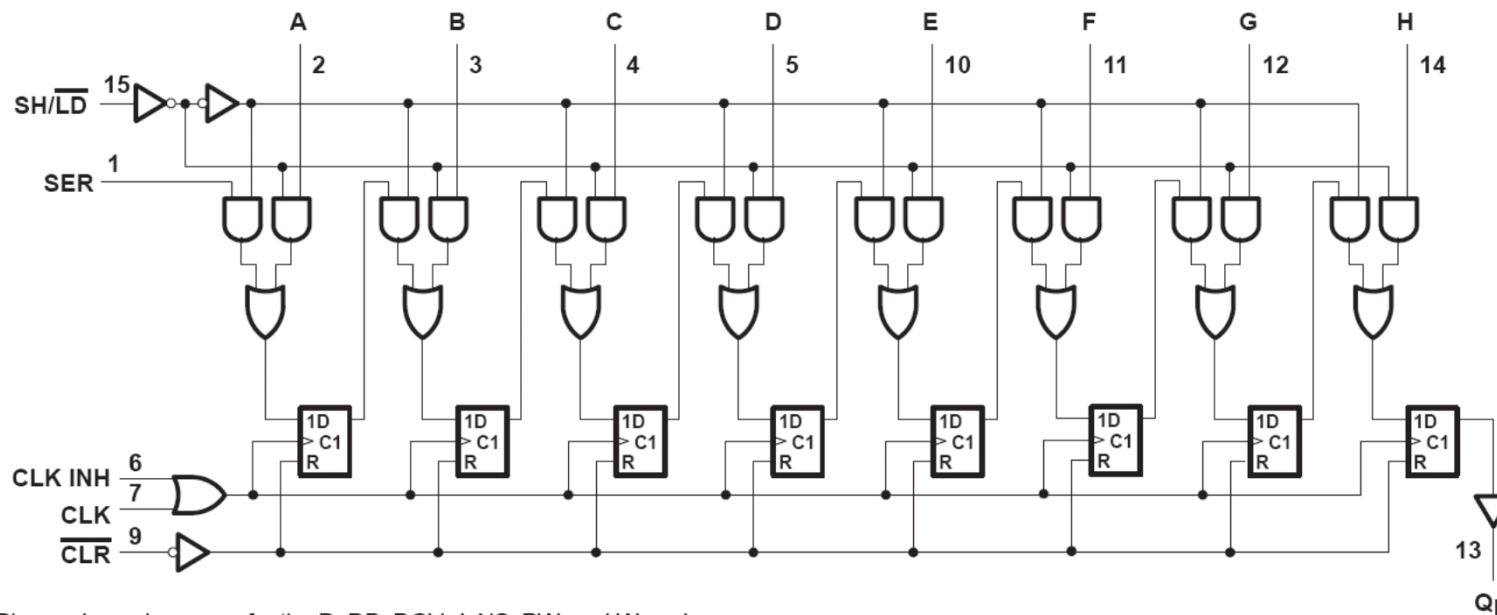 A B C D E F G H
2 3 4 5 10 11 12 14
15
SH/LD
1
SER
1D 1D 1D 1D 1D 1D 1D 1D
C1 C1 C1 C1 C1 C1 C1 C1
R R R R R R R R
6
CLK INH
7
CLK
9
CLR
13